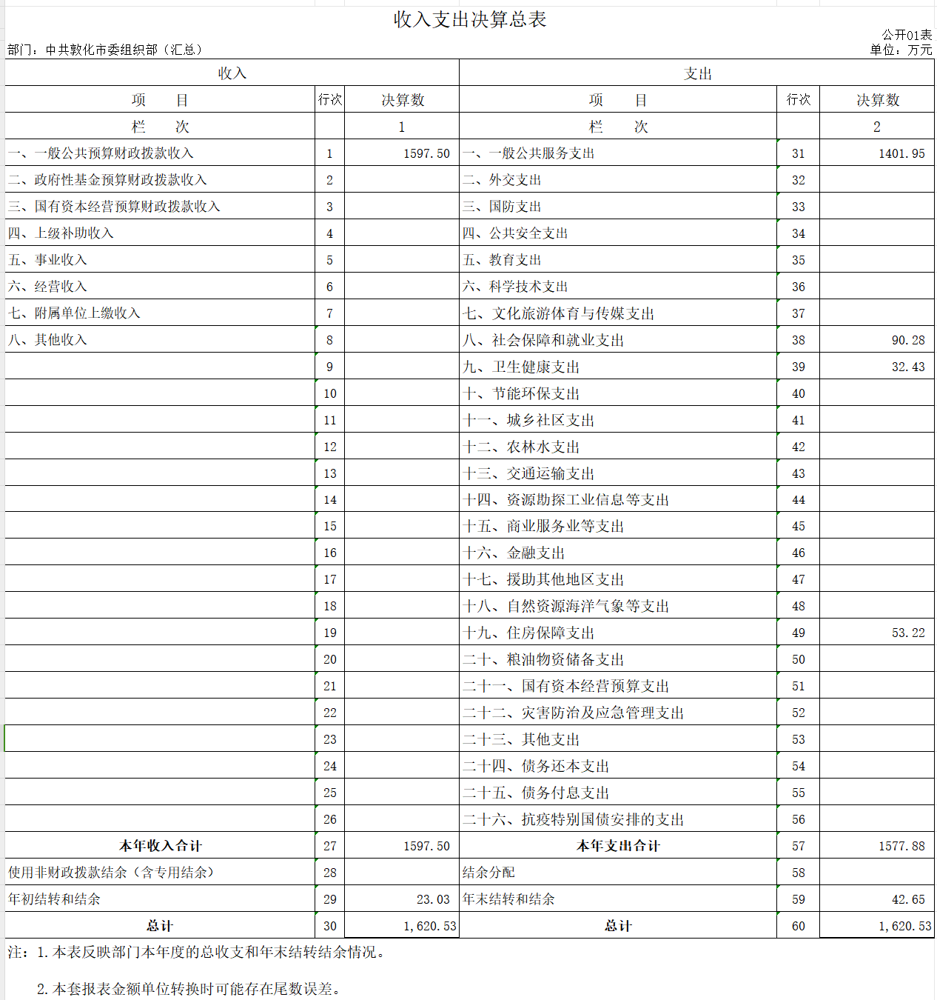 收入支出决算总表
公开01表
部门：中共敦化市委组织部（汇总） 单位：万元
收入 支出
项 目 行次 决算数 项 目 行次 决算数
栏 次 1 栏 次 2
一、一般公共预算财政拨款收入 1 1597.50 一、一般公共服务支出 31 1401.95
二、政府性基金预算财政拨款收入 2 二、外交支出 32
三、国有资本经营预算财政拨款收入 3 三、国防支出 33
四、上级补助收入 4 四、公共安全支出 34
五、事业收入 5 五、教育支出 35
六、经营收入 6 六、科学技术支出 36
七、附属单位上缴收入 7 七、文化旅游体育与传媒支出 37
八、其他收入 8 八、社会保障和就业支出 38 90.28
9 九、卫生健康支出 39 32.43
10 十、节能环保支出 40
11 十一、城乡社区支出 41
12 十二、农林水支出 42
13 十三、交通运输支出 43
14 十四、资源勘探工业信息等支出 44
15 十五、商业服务业等支出 45
16 十六、金融支出 46
17 十七、援助其他地区支出 47
18 十八、自然资源海洋气象等支出 48
19 十九、住房保障支出 49 53.22
20 二十、粮油物资储备支出 50
21 二十一、国有资本经营预算支出 51
22 二十二、灾害防治及应急管理支出 52
23 二十三、其他支出 53
24 二十四、债务还本支出 54
25 二十五、债务付息支出 55
26 二十六、抗疫特别国债安排的支出 56
本年收入合计 27 1597.50 本年支出合计 57 1577.88
使用非财政拨款结余（含专用结余） 28 结余分配 58
年初结转和结余 29 23.03 年末结转和结余 59 42.65
总计 30 1,620.53 总计 60 1,620.53
注：1.本表反映部门本年度的总收支和年末结转结余情况。
2.本套报表金额单位转换时可能存在尾数误差。